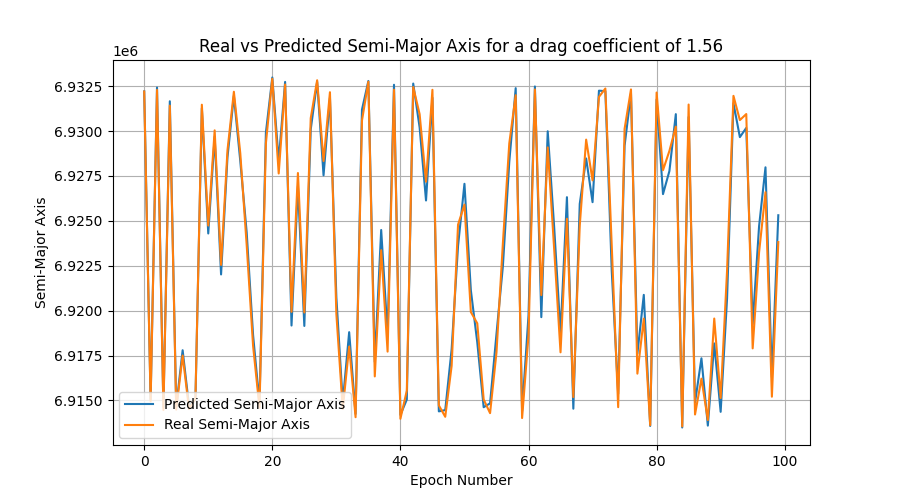 Real vs Predicted Semi-Major Axis for a drag coefficient of 1.56
1e6
6.9325
6.9300
6.9275
6.9250
6.9225
6.9200
6.9175
6.9150
Semi-Major Axis
Predicted Semi-Major Axis
Real Semi-Major Axis
0 20 40 60 80 100
Epoch Number